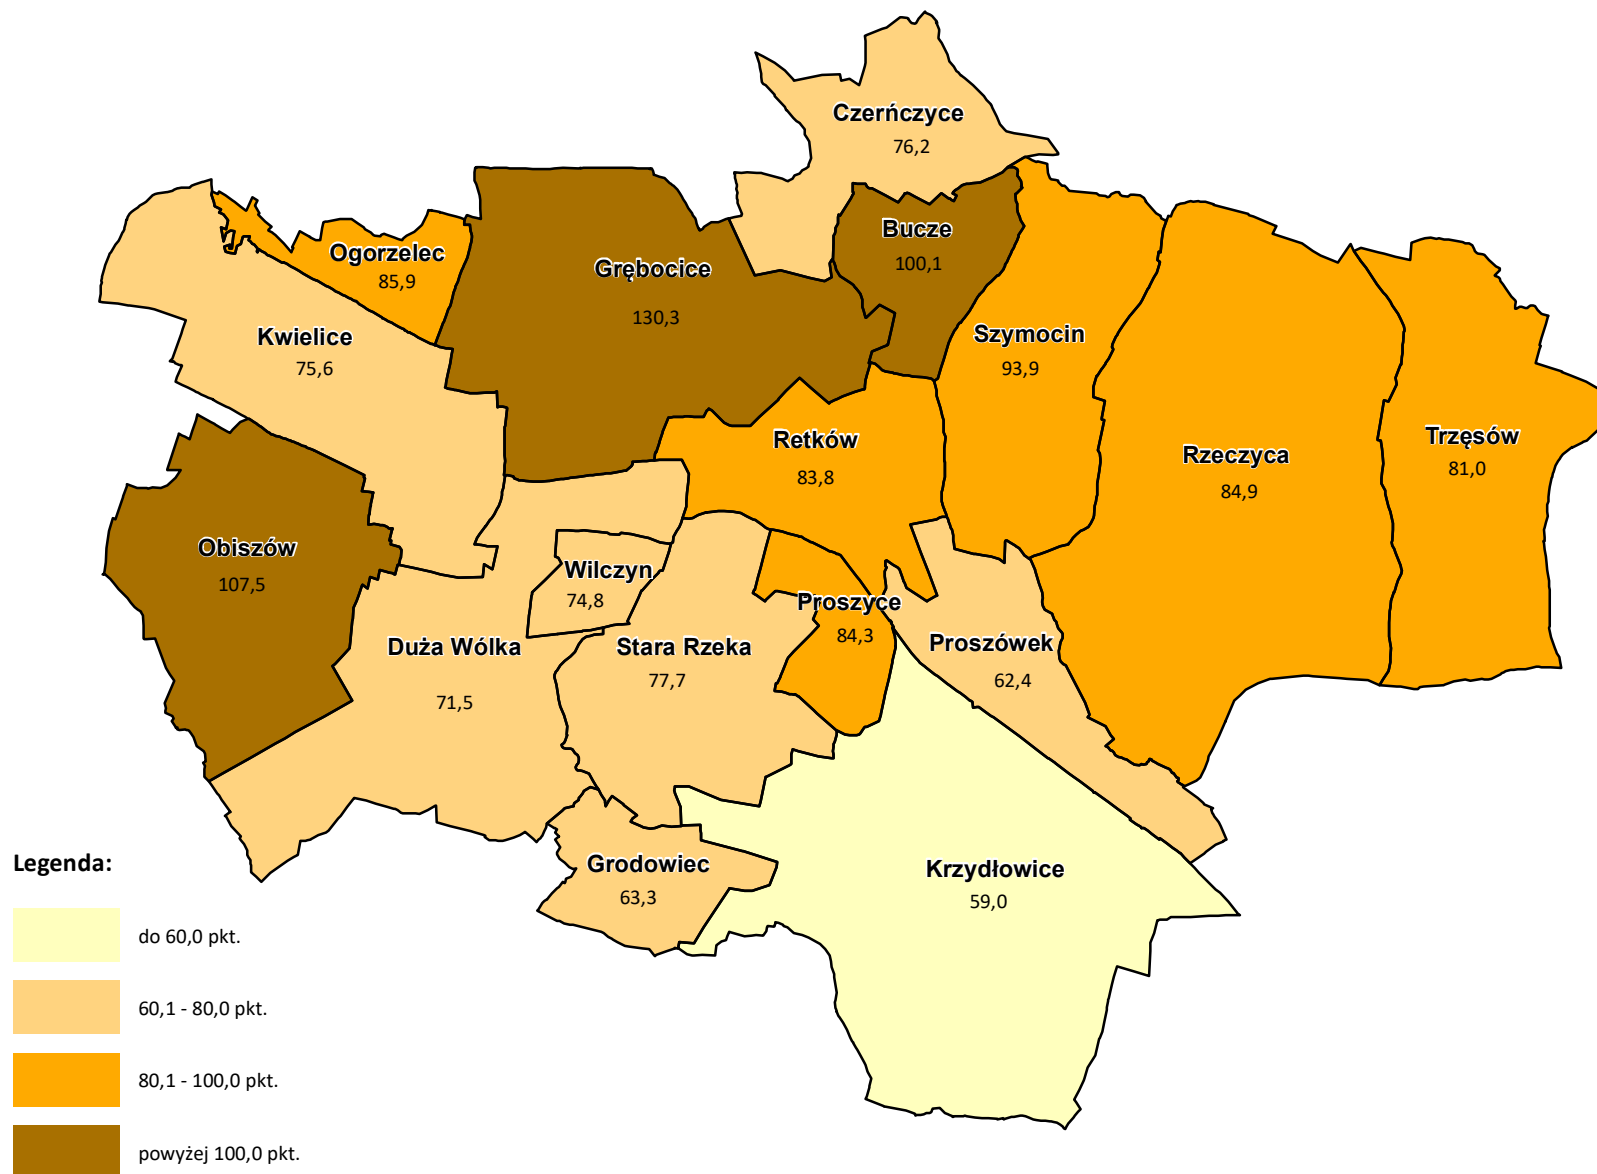 Czerńczyce
76,2
Bucze
100,1
Ogorzelec
85,9
Grębocice
130,3
Kwielice
75,6
Szymocin
93,9
Retków
83,8
Rzeczyca
84,9
Trzęsów
81,0
Obiszów
107,5
Wilczyn
74,8
Proszyce
84,3
Duża Wólka
71,5
Stara Rzeka
77,7
Proszówek
62,4
Grodowiec
63,3
Krzydłowice
59,0
Legenda:
do 60,0 pkt.
60,1 - 80,0 pkt.
80,1 - 100,0 pkt.
powyżej 100,0 pkt.